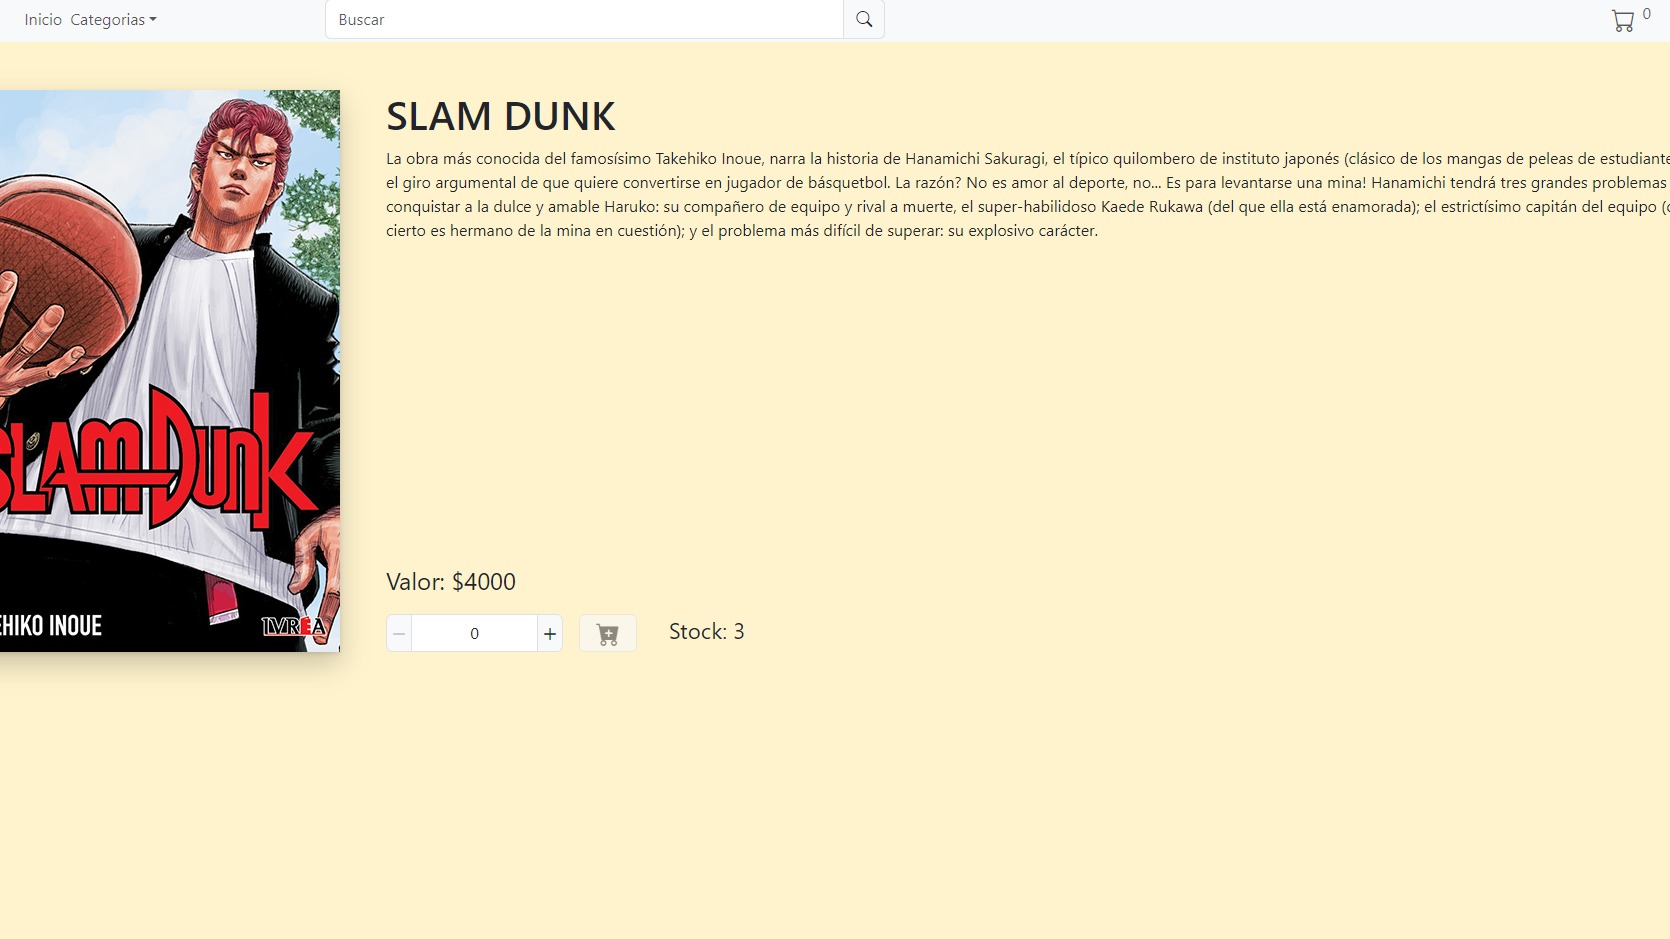 Inicio Categorias
Buscar
0
SLAM DUNK
La obra más conocida del famosísimo Takehiko Inoue, narra la historia de Hanamichi Sakuragi, el típico quilombero de instituto japonés (clásico de los mangas de peleas de estudiante
el giro argumental de que quiere convertirse en jugador de básquetbol. La razón? No es amor al deporte, no... Es para levantarse una mina! Hanamichi tendrá tres grandes problemas
conquistar a la dulce y amable Haruko: su compañero de equipo y rival a muerte, el super-habilidoso Kaede Rukawa (del que ella está enamorada); el estrictísimo capitán del equipo (
cierto es hermano de la mina en cuestión); y el problema más difícil de superar: su explosivo carácter.
SLAM DUNK
EHIKO INOUE
IVREA
Valor: $4000
− 0 +
Stock: 3